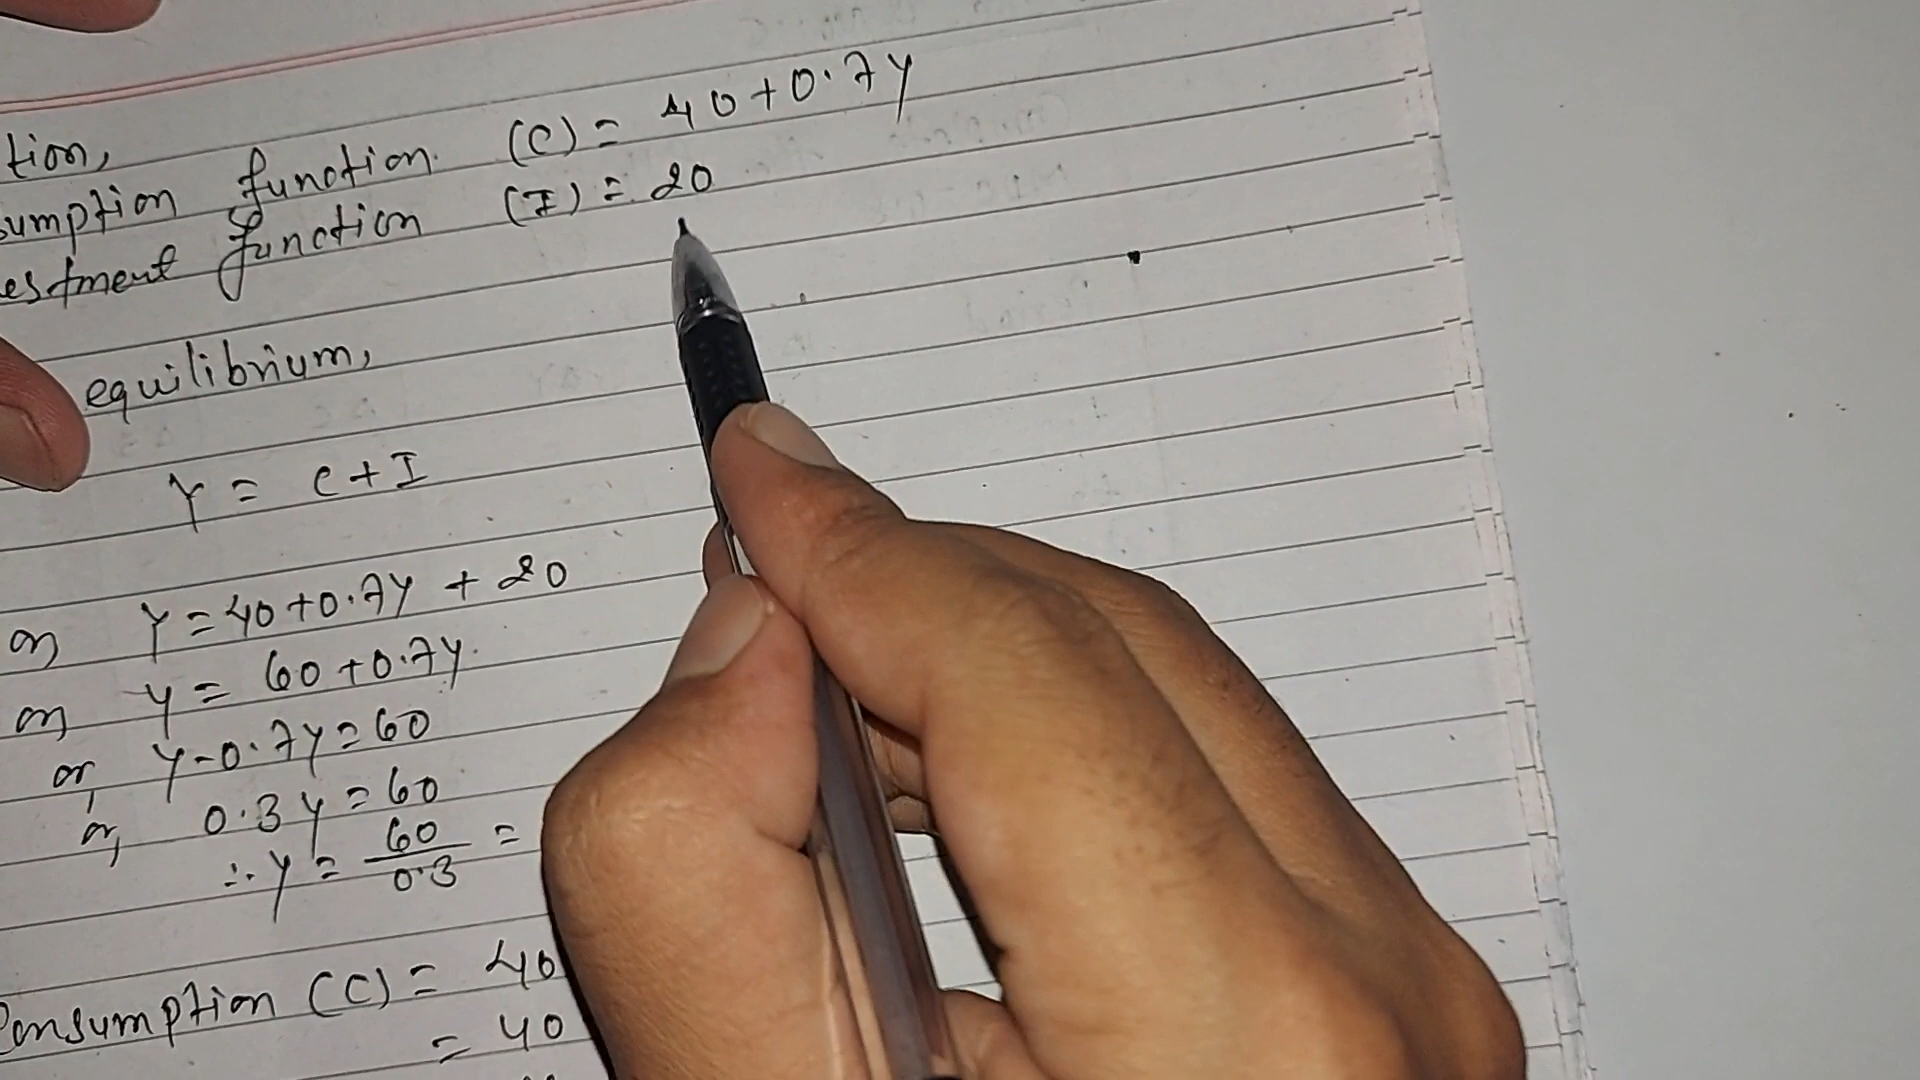 tion,
sumption function (C) = 40+0.7y
estment function (I) = 20
equilibrium,
Y = C+I
or Y = 40+0.7y + 20
or y = 60+0.7y.
or, y-0.7y=60
or, 0.3y=60
∴ y = 60/0.3 =
Consumption (C) = 40
= 40